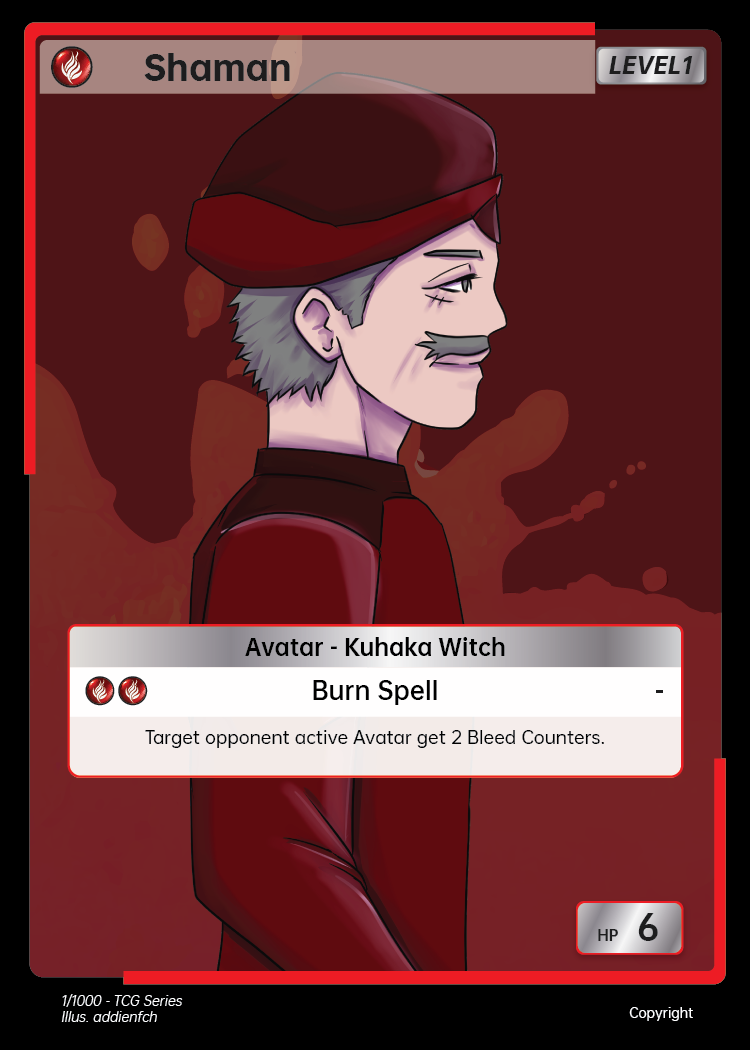 Shaman
LEVEL1
Avatar - Kuhaka Witch
Burn Spell -
Target opponent active Avatar get 2 Bleed Counters.
HP 6
1/1000 - TCG Series
Illus. addienfch
Copyright